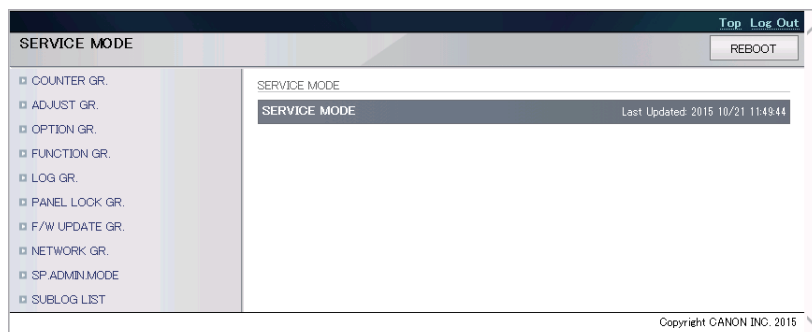 Top Log Out
SERVICE MODE
REBOOT
COUNTER GR.
ADJUST GR.
OPTION GR.
FUNCTION GR.
LOG GR.
PANEL LOCK GR.
F/W UPDATE GR.
NETWORK GR.
SP.ADMIN.MODE
SUBLOG LIST
SERVICE MODE
SERVICE MODE Last Updated: 2015 10/21 11:49:44
Copyright CANON INC. 2015